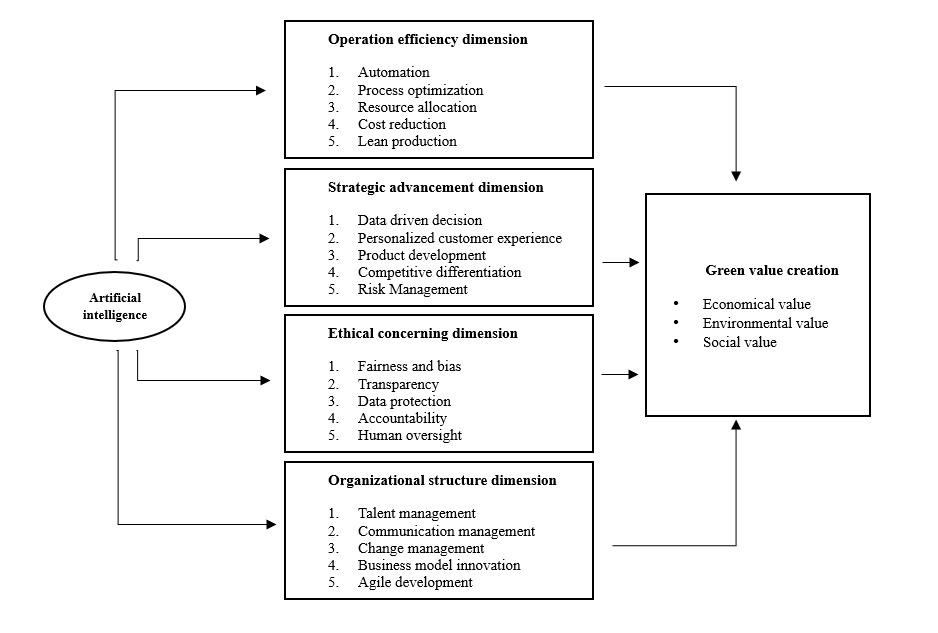 Operation efficiency dimension
1. Automation
2. Process optimization
3. Resource allocation
4. Cost reduction
5. Lean production
Strategic advancement dimension
1. Data driven decision
2. Personalized customer experience
3. Product development
4. Competitive differentiation
5. Risk Management
Artificial
intelligence
Ethical concerning dimension
1. Fairness and bias
2. Transparency
3. Data protection
4. Accountability
5. Human oversight
Organizational structure dimension
1. Talent management
2. Communication management
3. Change management
4. Business model innovation
5. Agile development
Green value creation
• Economical value
• Environmental value
• Social value